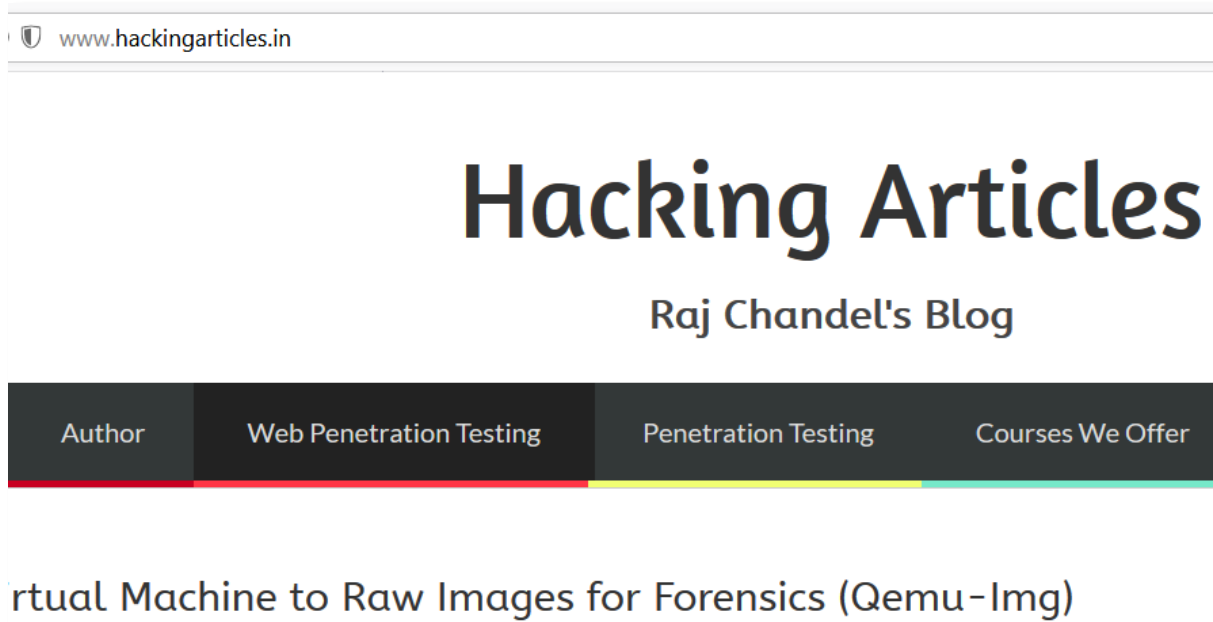 www.hackingarticles.in
Hacking Articles
Raj Chandel's Blog
Author Web Penetration Testing Penetration Testing Courses We Offer
rtual Machine to Raw Images for Forensics (Qemu-Img)